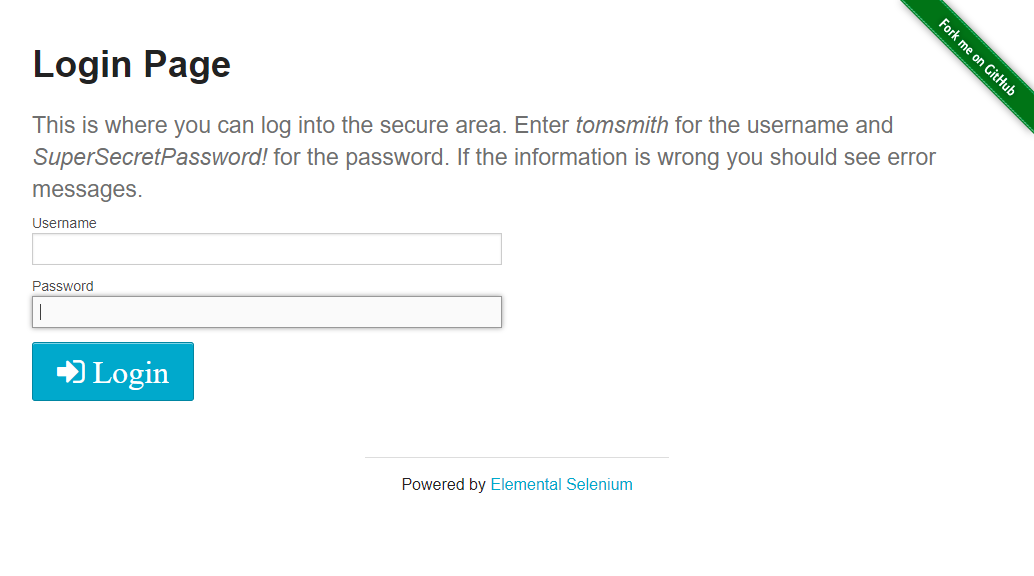 Fork me on GitHub
Login Page
This is where you can log into the secure area. Enter tomsmith for the username and
SuperSecretPassword! for the password. If the information is wrong you should see error
messages.
Username
Password
Login
Powered by Elemental Selenium